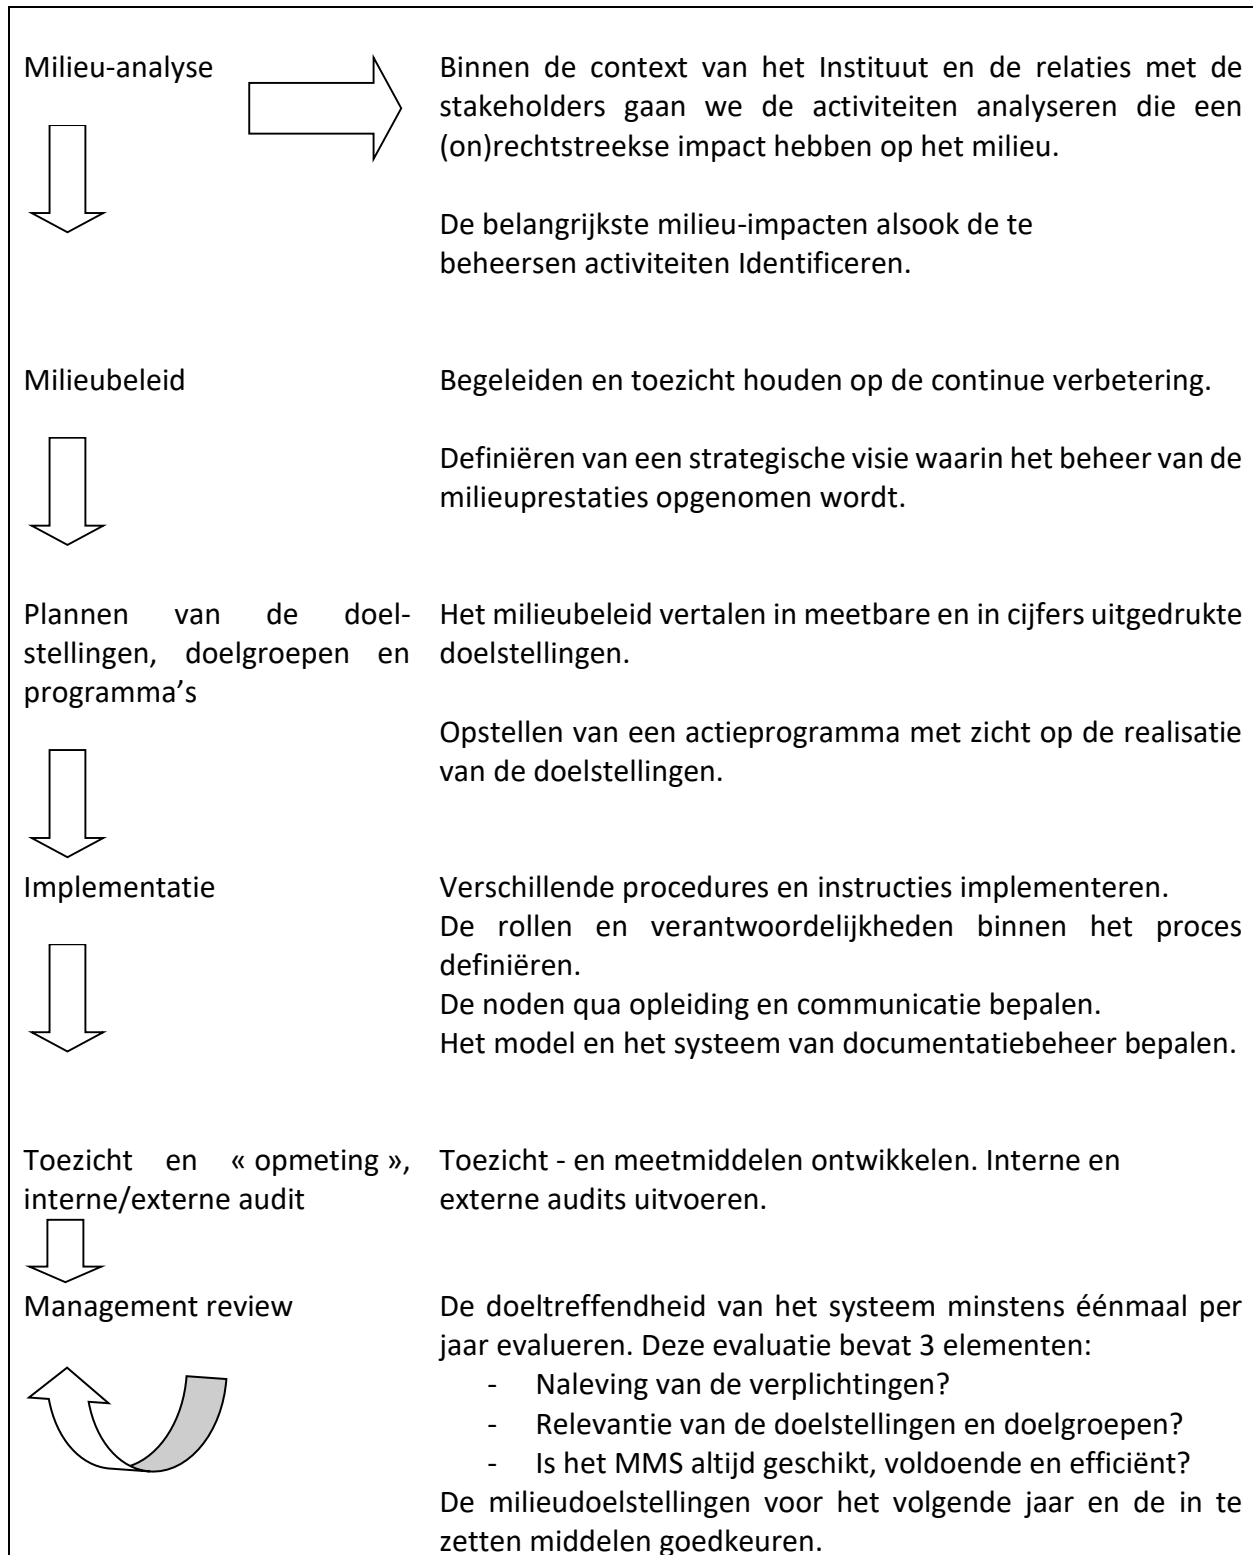 Milieu-analyse
Binnen de context van het Instituut en de relaties met de
stakeholders gaan we de activiteiten analyseren die een
(on)rechtstreekse impact hebben op het milieu.
De belangrijkste milieu-impacten alsook de te
beheersen activiteiten Identificeren.
Milieubeleid
Begeleiden en toezicht houden op de continue verbetering.
Definiëren van een strategische visie waarin het beheer van de
milieuprestaties opgenomen wordt.
Plannen van de doel-
stellingen, doelgroepen en
programma’s
Het milieubeleid vertalen in meetbare en in cijfers uitgedrukte
doelstellingen.
Opstellen van een actieprogramma met zicht op de realisatie
van de doelstellingen.
Implementatie
Verschillende procedures en instructies implementeren.
De rollen en verantwoordelijkheden binnen het proces
definiëren.
De noden qua opleiding en communicatie bepalen.
Het model en het systeem van documentatiebeheer bepalen.
Toezicht en « opmeting »,
interne/externe audit
Toezicht - en meetmiddelen ontwikkelen. Interne en
externe audits uitvoeren.
Management review
De doeltreffendheid van het systeem minstens éénmaal per
jaar evalueren. Deze evaluatie bevat 3 elementen:
- Naleving van de verplichtingen?
- Relevantie van de doelstellingen en doelgroepen?
- Is het MMS altijd geschikt, voldoende en efficiënt?
De milieudoelstellingen voor het volgende jaar en de in te
zetten middelen goedkeuren.